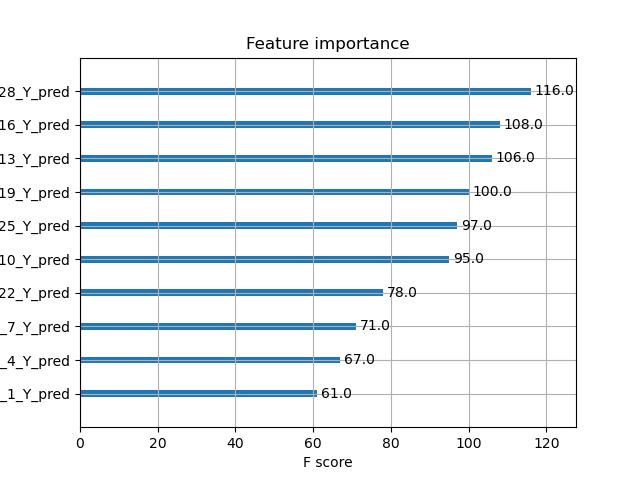 Feature importance
28_Y_pred 116.0
16_Y_pred 108.0
13_Y_pred 106.0
19_Y_pred 100.0
25_Y_pred 97.0
10_Y_pred 95.0
22_Y_pred 78.0
_7_Y_pred 71.0
_4_Y_pred 67.0
_1_Y_pred 61.0
0 20 40 60 80 100 120
F score